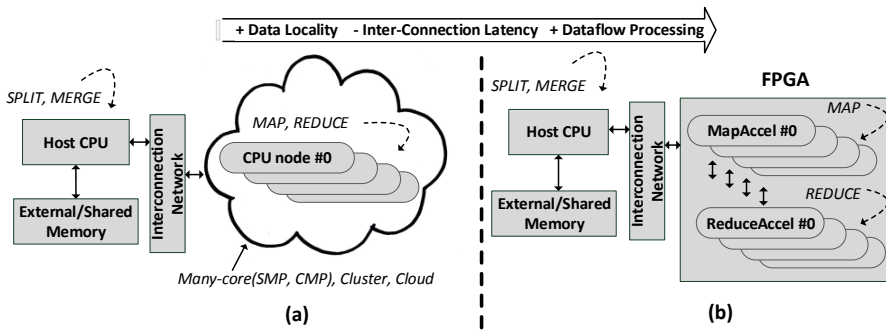 + Data Locality - Inter-Connection Latency + Dataflow Processing
SPLIT, MERGE
Host CPU
External/Shared
Memory
Interconnection
Network
MAP, REDUCE
CPU node #0
Many-core(SMP, CMP), Cluster, Cloud
(a)
SPLIT, MERGE
Host CPU
External/Shared
Memory
Interconnection
Network
FPGA
MAP
MapAccel #0
REDUCE
ReduceAccel #0
(b)